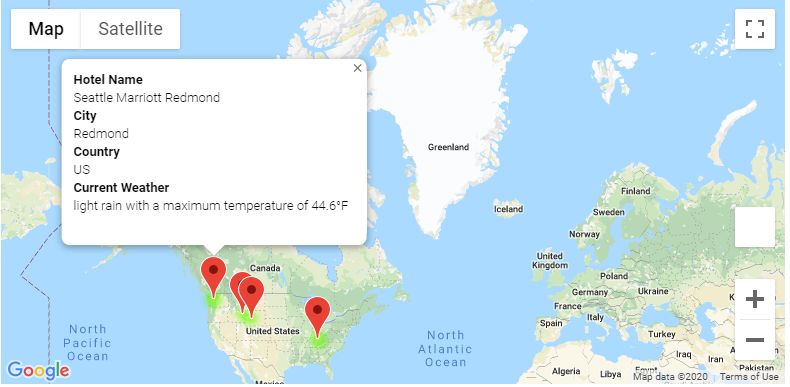 Map Satellite
Hotel Name
Seattle Marriott Redmond
City
Redmond
Country
US
Current Weather
light rain with a maximum temperature of 44.6°F
Greenland
Iceland
Finland
Sweden
Norway
United
Kingdom
Poland
Germany
Ukraine
France
Italy
Spain
Turkey
Algeria
Libya
Iraq
Iran
Pakistan
Canada
United States
Mexico
North
Pacific
Ocean
North
Atlantic
Ocean
Google
Map data ©2020 Terms of Use